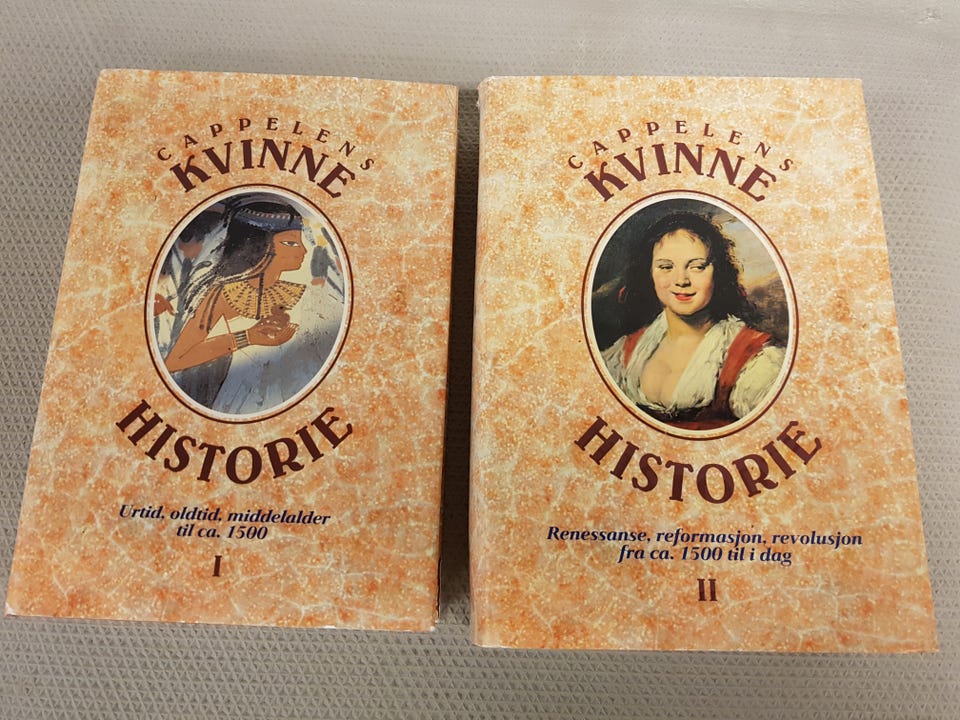 CAPPELENS
KVINNE
HISTORIE
Urtid, oldtid, middelalder
til ca. 1500
I
CAPPELENS
KVINNE
HISTORIE
Renessanse, reformasjon, revolusjon
fra ca. 1500 til i dag
II